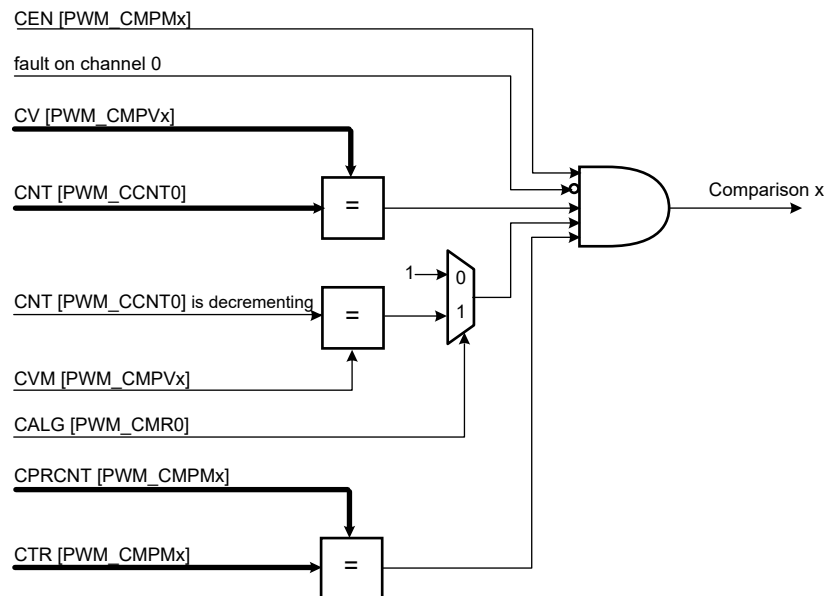 CEN [PWM_CMPMx]
fault on channel 0
CV [PWM_CMPVx]
CNT [PWM_CCNT0]
=
Comparison x
1
0
1
CNT [PWM_CCNT0] is decrementing
=
CVM [PWM_CMPVx]
CALG [PWM_CMR0]
CPRCNT [PWM_CMPMx]
CTR [PWM_CMPMx]
=